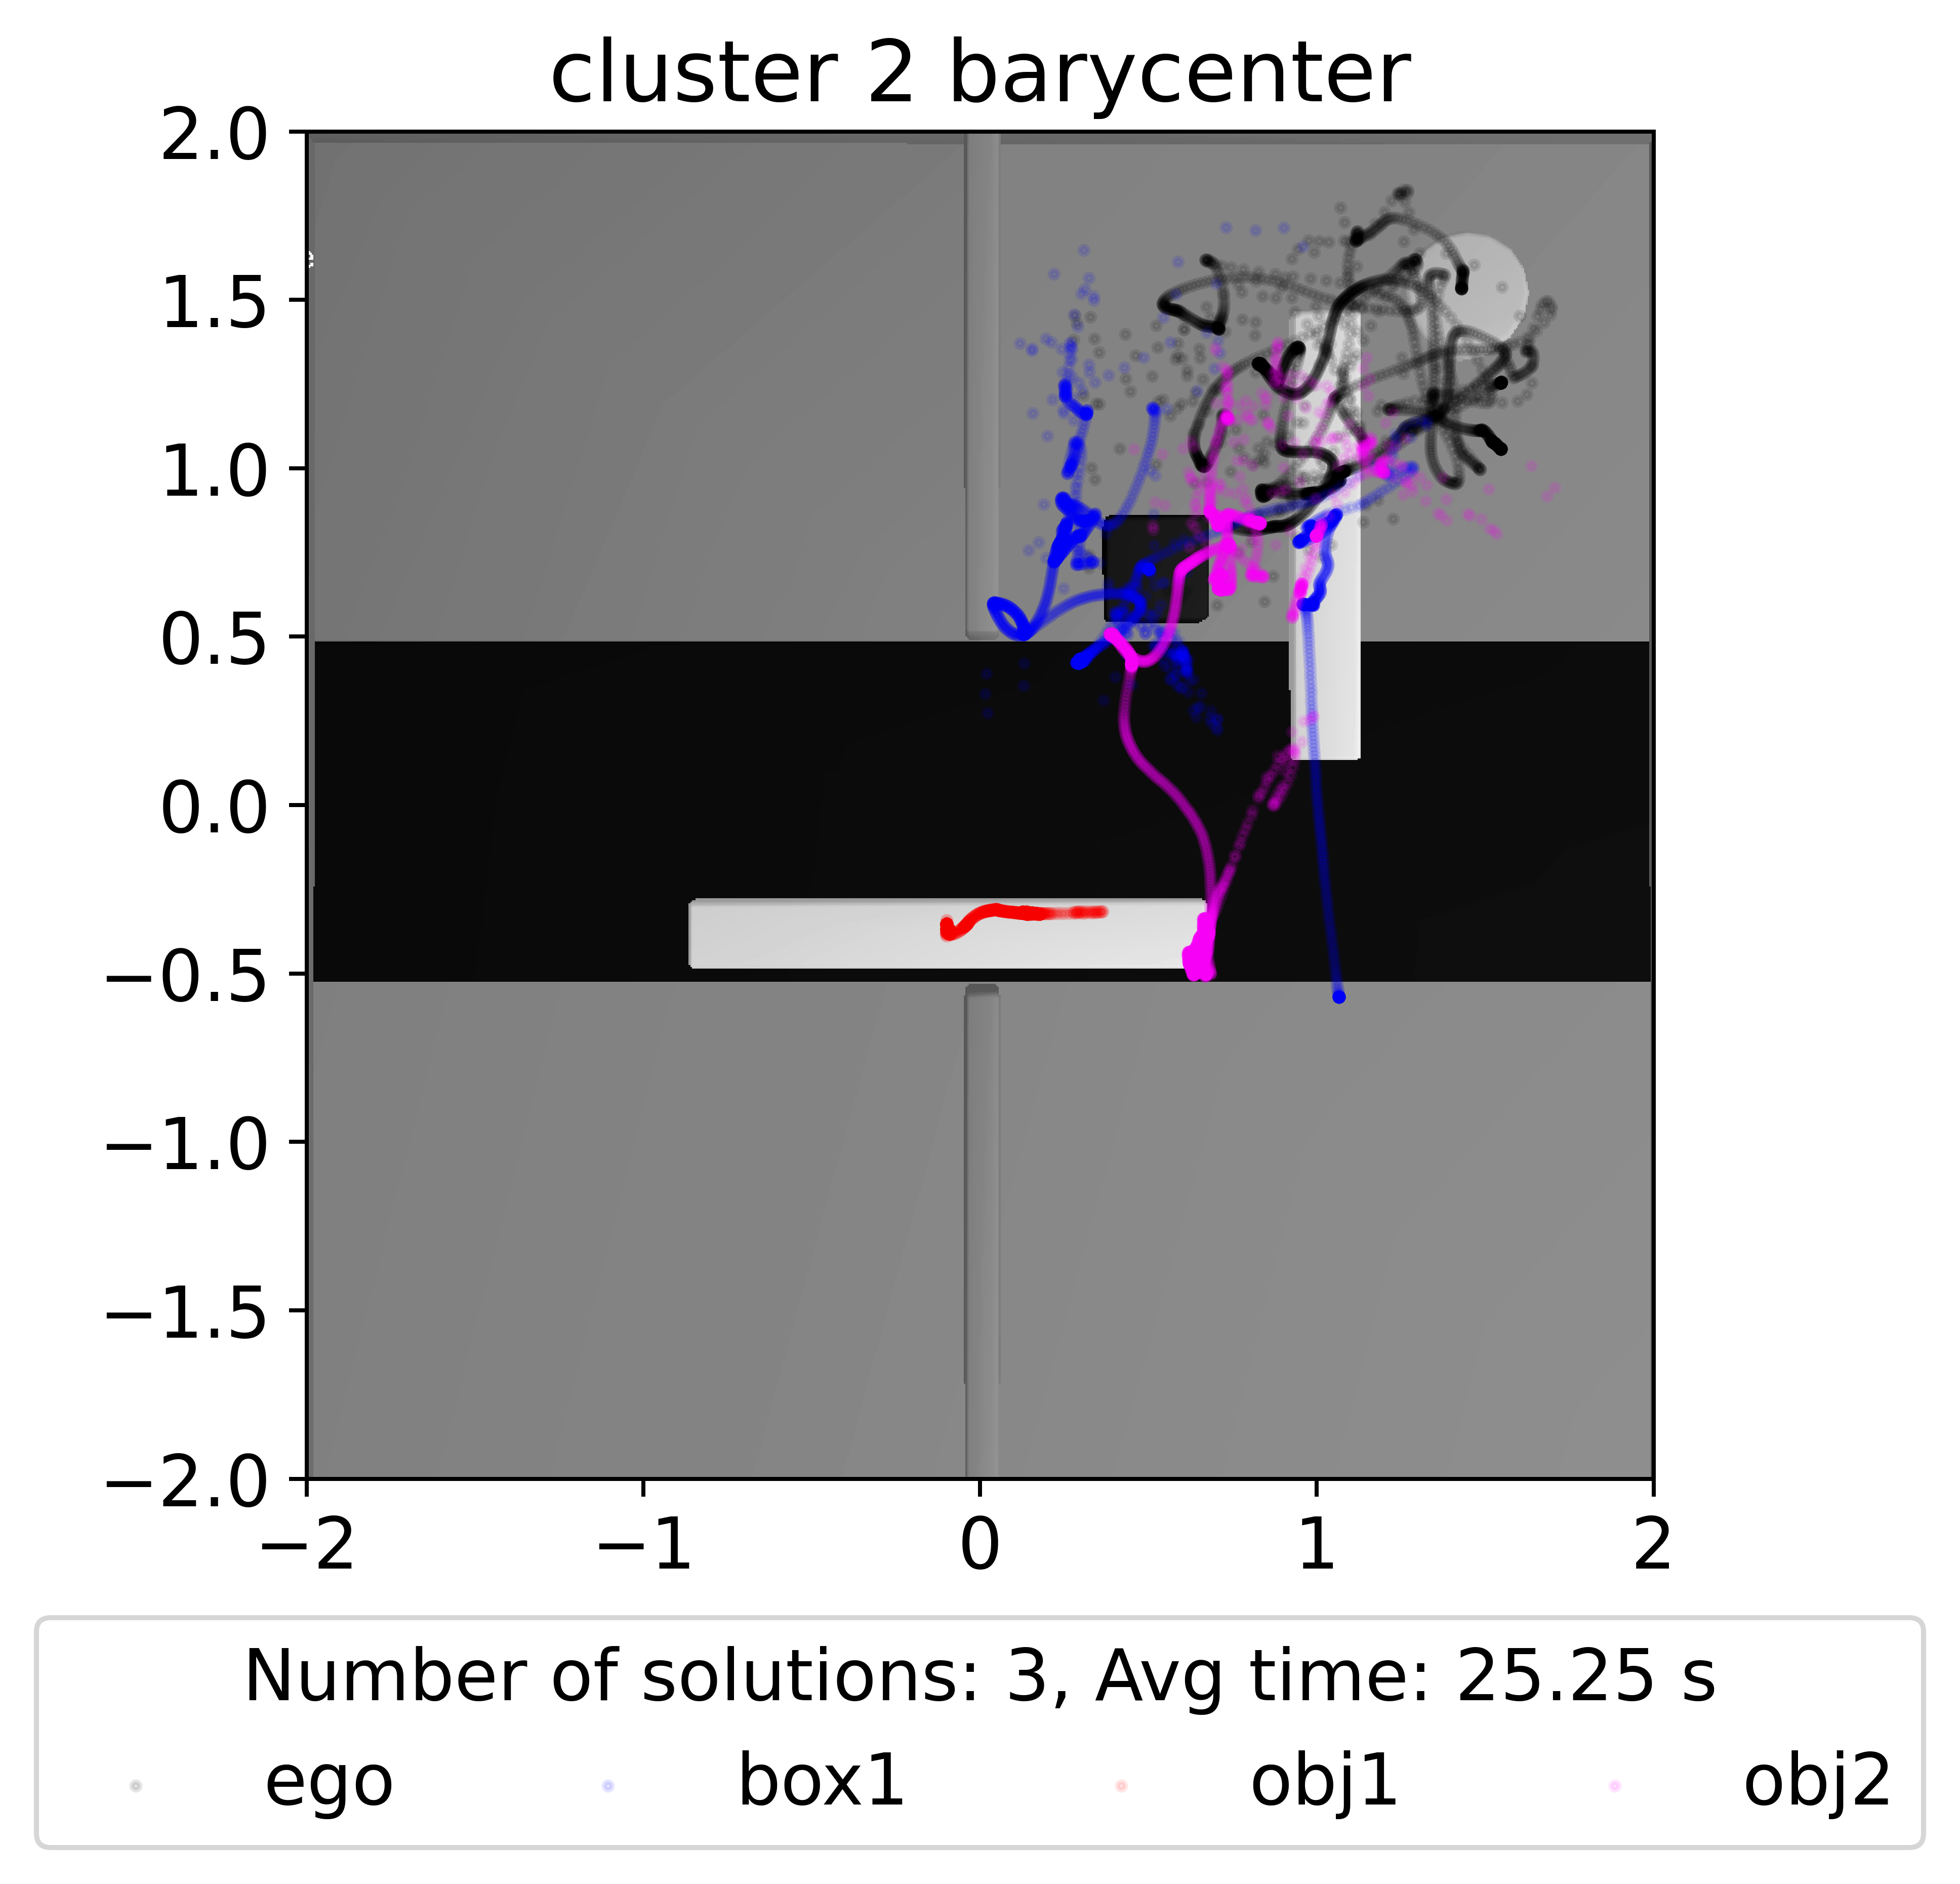 cluster 2 barycenter
2.0
1.5
1.0
0.5
0.0
−0.5
−1.0
−1.5
−2.0
−2 −1 0 1 2
Number of solutions: 3, Avg time: 25.25 s
ego box1 obj1 obj2